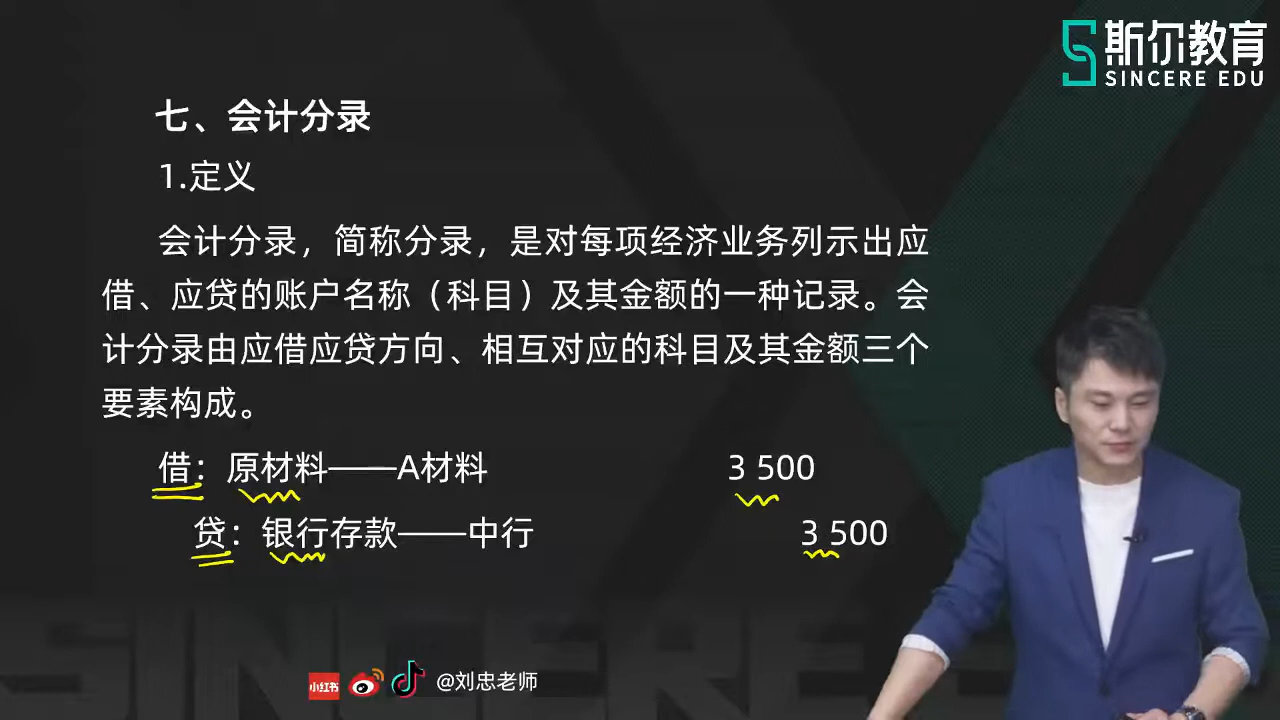 斯尔教育
SINCERE EDU
七、会计分录
1.定义
会计分录，简称分录，是对每项经济业务列示出应
借、应贷的账户名称（科目）及其金额的一种记录。会
计分录由应借应贷方向、相互对应的科目及其金额三个
要素构成。
借：原材料——A材料 3 500
贷：银行存款——中行 3 500
SINCERE E
小红书 @刘忠老师